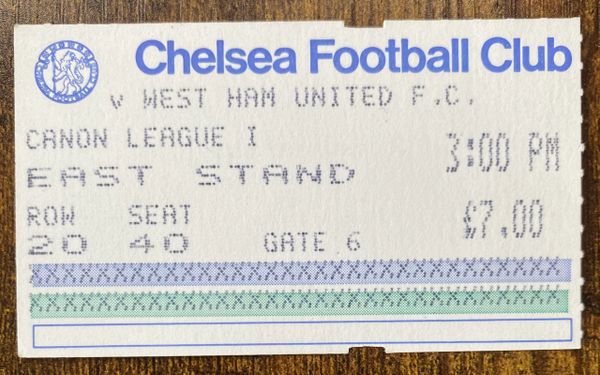 Chelsea Football Club
v WEST HAM UNITED F.C.
CANON LEAGUE I
3:00 PM
EAST STAND
ROW SEAT
£7.00
20 40 GATE 6